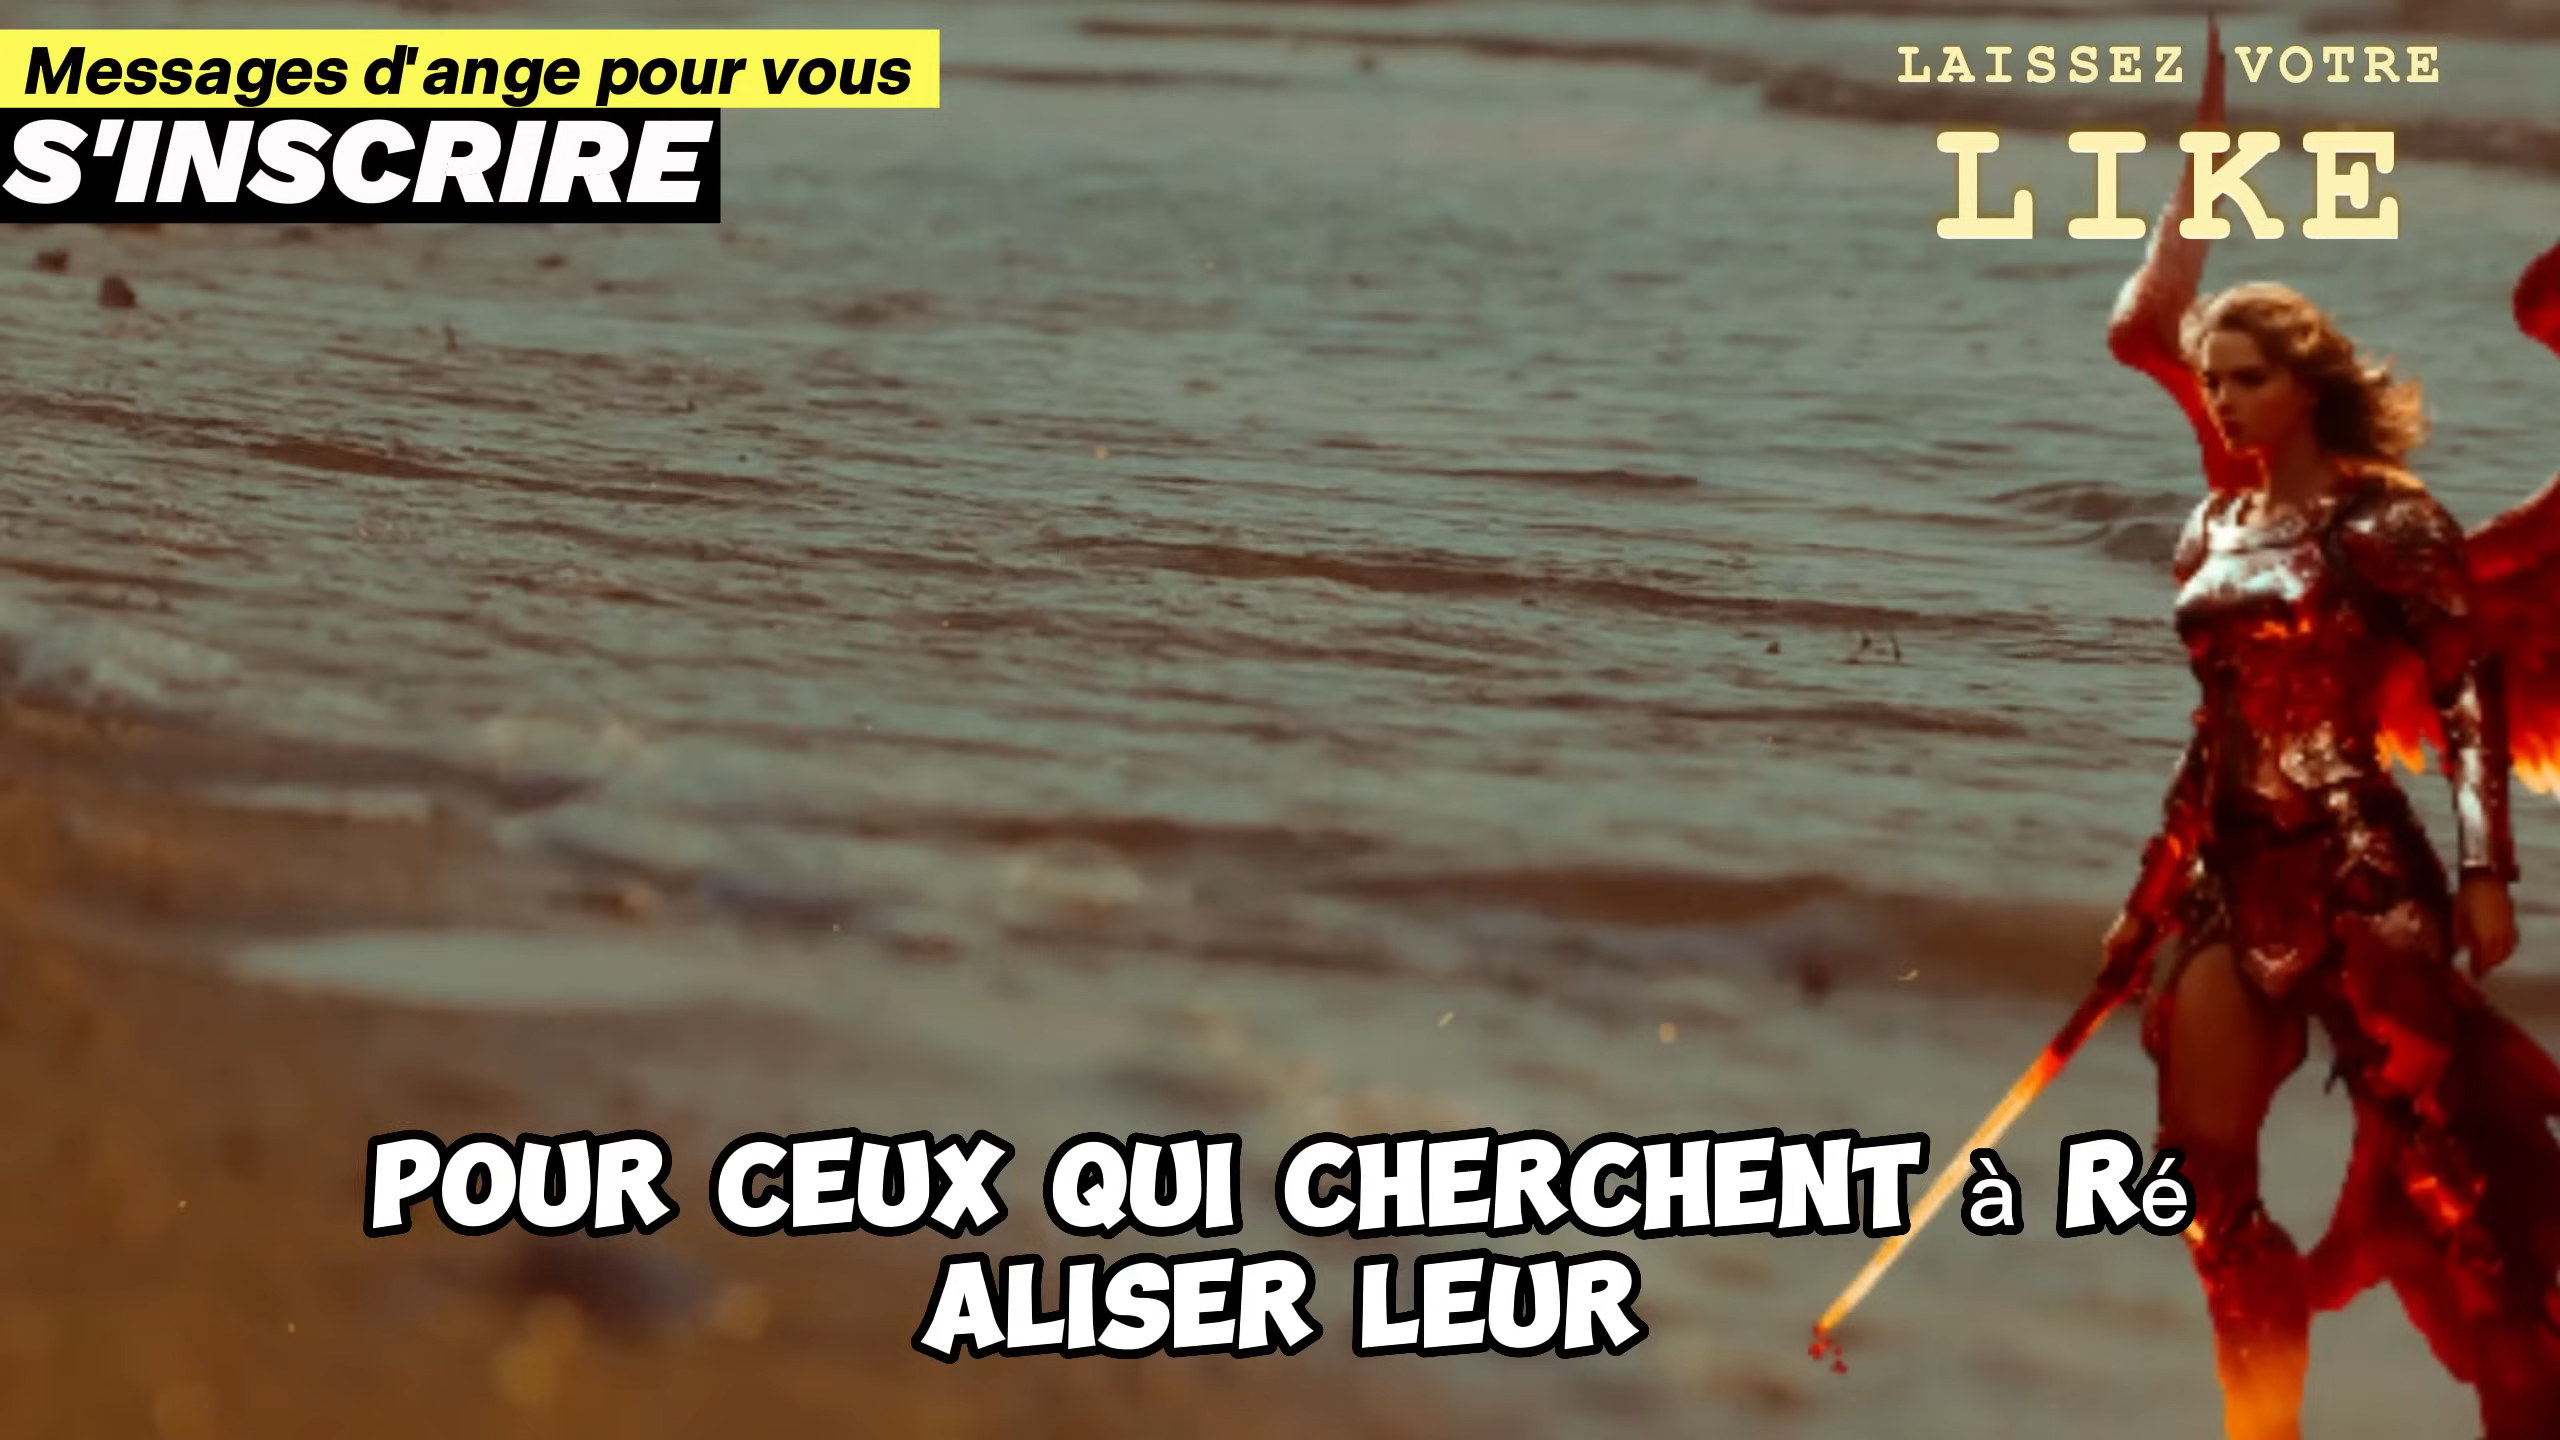 Messages d'ange pour vous
S'INSCRIRE
LAISSEZ VOTRE
LIKE
POUR CEUX QUI CHERCHENT à Ré
ALISER LEUR